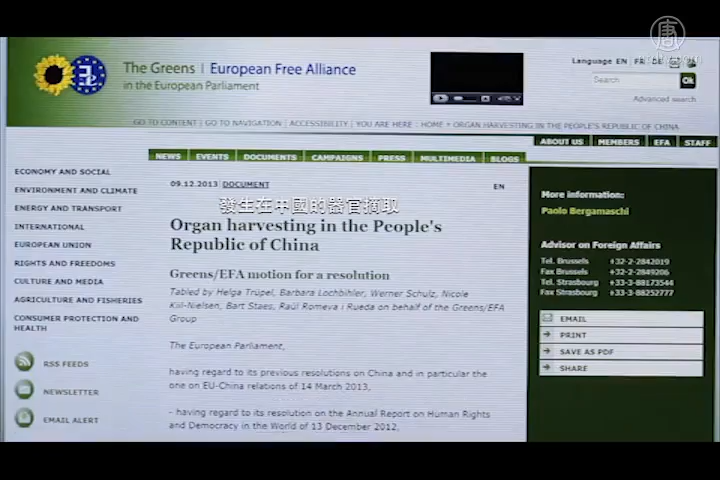 唐
The Greens | European Free Alliance
in the European Parliament
Language EN FR DE
Search
Ok
Advanced search
GO TO CONTENT | GO TO NAVIGATION | ACCESSIBILITY | YOU ARE HERE : HOME » ORGAN HARVESTING IN THE PEOPLE'S REPUBLIC OF CHINA
ABOUT US MEMBERS EFA STAFF
NEWS EVENTS DOCUMENTS CAMPAIGNS PRESS MULTIMEDIA BLOGS
ECONOMY AND SOCIAL
ENVIRONMENT AND CLIMATE
ENERGY AND TRANSPORT
INTERNATIONAL
EUROPEAN UNION
RIGHTS AND FREEDOMS
CULTURE AND MEDIA
AGRICULTURE AND FISHERIES
CONSUMER PROTECTION AND
HEALTH
RSS FEEDS
NEWSLETTER
EMAIL ALERT
09.12.2013 | DOCUMENT
EN
發生在中國的器官摘取
Organ harvesting in the People's
Republic of China
Greens/EFA motion for a resolution
Tabled by Helga Trüpel, Barbara Lochbihler, Werner Schulz, Nicole
Kiil-Nielsen, Bart Staes, Raül Romeva i Rueda on behalf of the Greens/EFA
Group
The European Parliament,
having regard to its previous resolutions on China and in particular the
one on EU-China relations of 14 March 2013,
- having regard to its resolution on the Annual Report on Human Rights
and Democracy in the World of 13 December 2012,
More information:
Paolo Bergamaschi
Advisor on Foreign Affairs
Tel. Brussels +32-2-2842019
Fax Brussels +32-2-2849206
Tel. Strasbourg +33-3-88173544
Fax Strasbourg +33-3-88252777
EMAIL
PRINT
SAVE AS PDF
SHARE